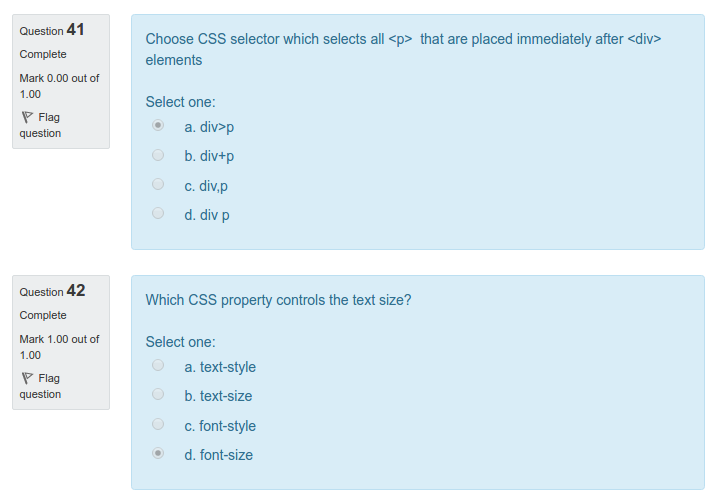 Question 41
Complete
Mark 0.00 out of
1.00
Flag
question
Choose CSS selector which selects all <p>  that are placed immediately after <div>
elements
Select one:
a. div>p
b. div+p
c. div,p
d. div p
Question 42
Complete
Mark 1.00 out of
1.00
Flag
question
Which CSS property controls the text size?
Select one:
a. text-style
b. text-size
c. font-style
d. font-size